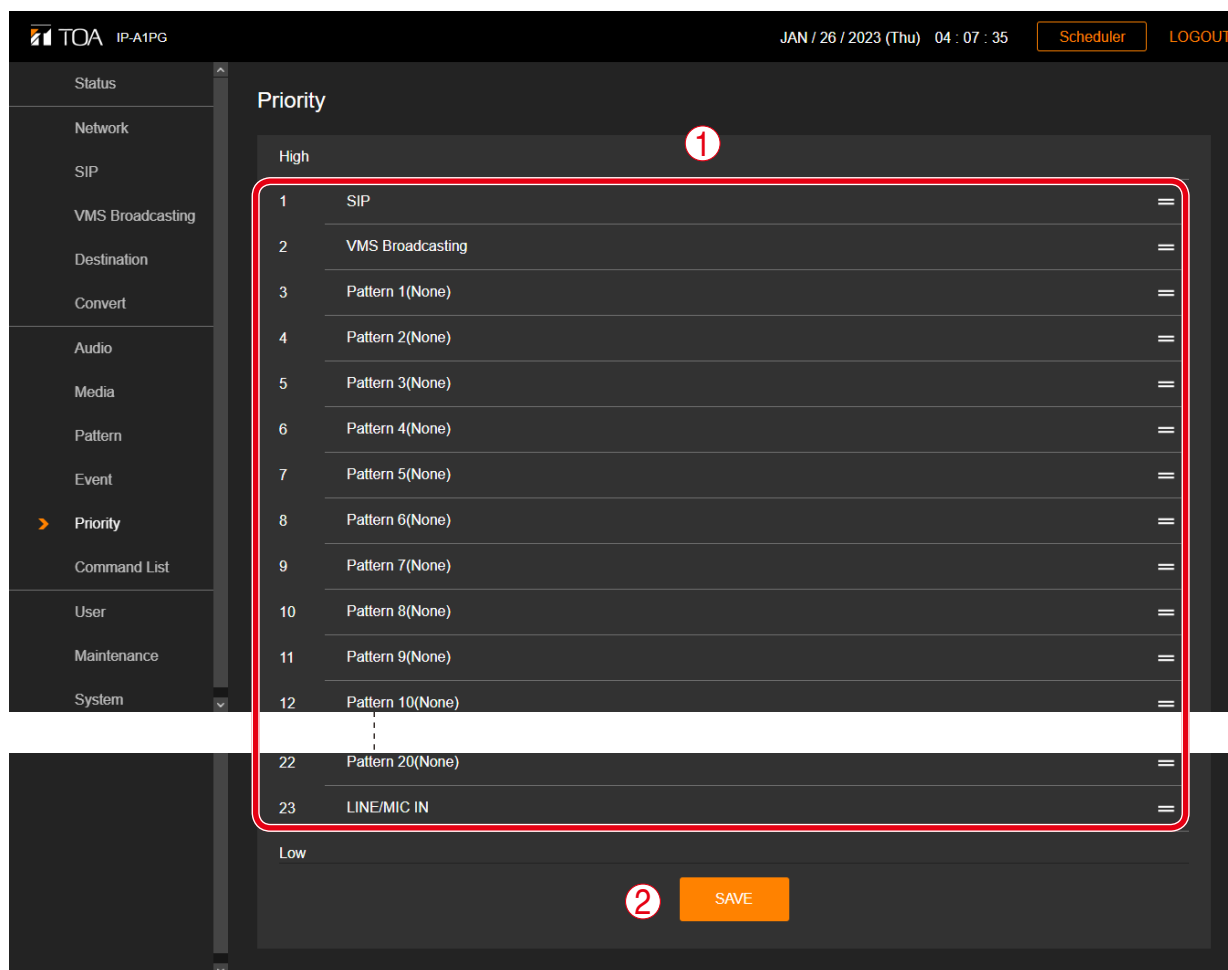 TOA IP-A1PG JAN / 26 / 2023 (Thu) 04 : 07 : 35 Scheduler LOGOUT
Status
Network
SIP
VMS Broadcasting
Destination
Convert
Audio
Media
Pattern
Event
Priority
Command List
User
Maintenance
System
Priority
1
High
1 SIP
2 VMS Broadcasting
3 Pattern 1(None)
4 Pattern 2(None)
5 Pattern 3(None)
6 Pattern 4(None)
7 Pattern 5(None)
8 Pattern 6(None)
9 Pattern 7(None)
10 Pattern 8(None)
11 Pattern 9(None)
12 Pattern 10(None)
22 Pattern 20(None)
23 LINE/MIC IN
Low
2 SAVE